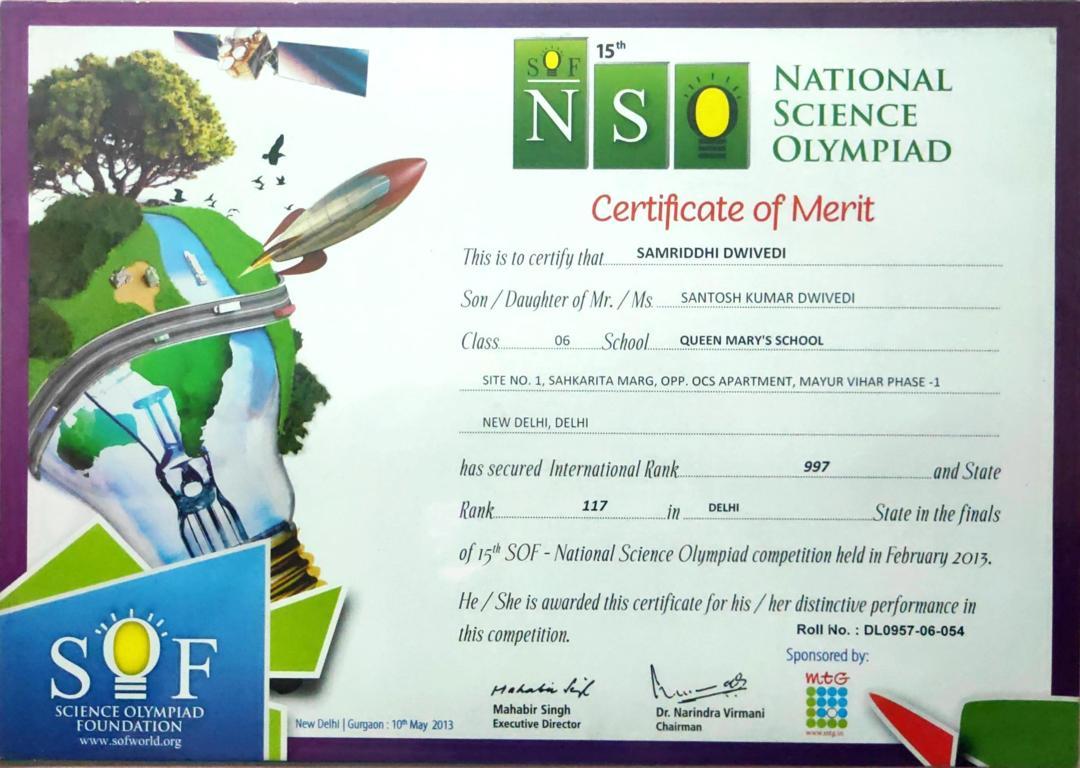 SOF
15th
NSO
NATIONAL
SCIENCE
OLYMPIAD
Certificate of Merit
This is to certify that SAMRIDDHI DWIVEDI
Son / Daughter of Mr. / Ms SANTOSH KUMAR DWIVEDI
Class 06 School QUEEN MARY'S SCHOOL
SITE NO. 1, SAHKARITA MARG, OPP. OCS APARTMENT, MAYUR VIHAR PHASE -1
NEW DELHI, DELHI
has secured International Rank 997 and State
Rank 117 in DELHI State in the finals
of 15th SOF - National Science Olympiad competition held in February 2013.
He / She is awarded this certificate for his / her distinctive performance in
this competition.
Roll No. : DL0957-06-054
Sponsored by:
mtG
www.mtg.in
Mahabir Singh
Mahabir Singh
Executive Director
Dr. Narindra Virmani
Chairman
New Delhi | Gurgaon : 10th May 2013
SOF
SCIENCE OLYMPIAD
FOUNDATION
www.sofworld.org